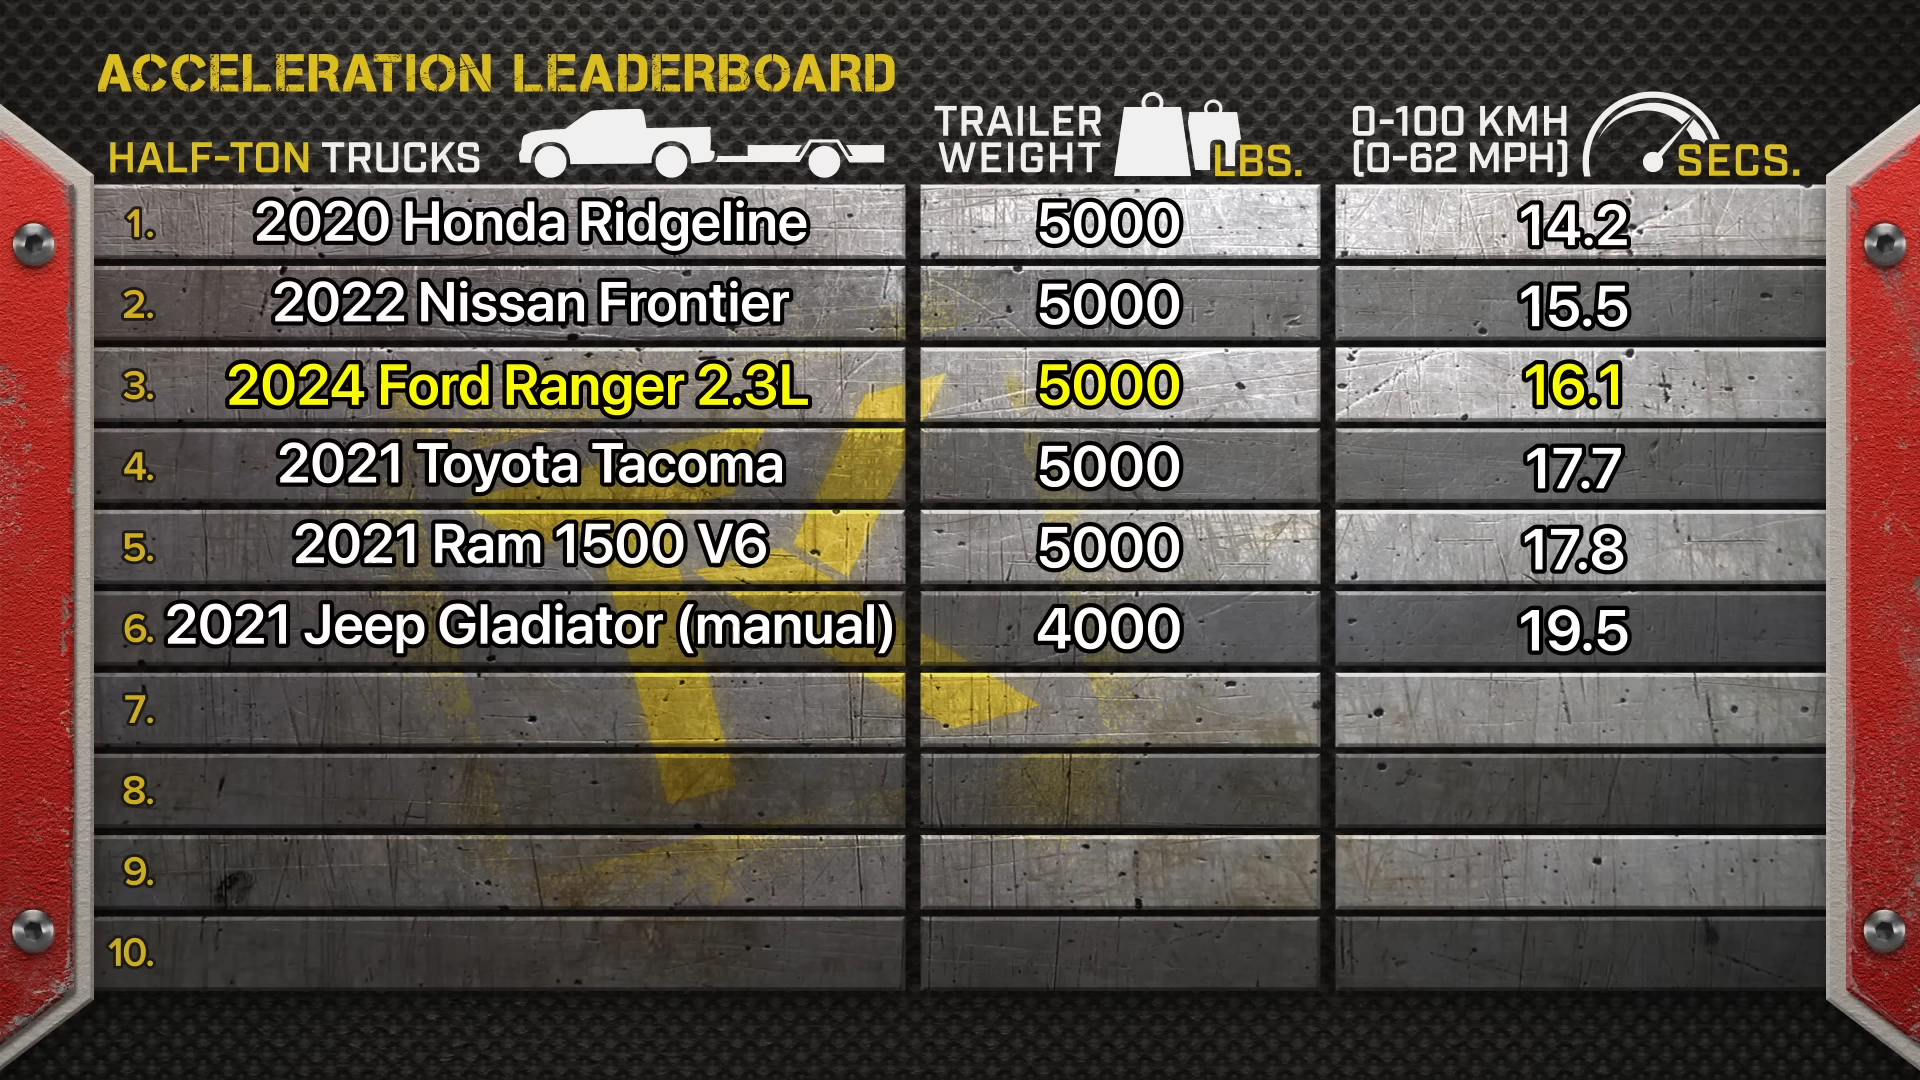 ACCELERATION LEADERBOARD
HALF-TON TRUCKS
TRAILER WEIGHT LBS.
0-100 KMH (0-62 MPH) SECS.
1. 2020 Honda Ridgeline 5000 14.2
2. 2022 Nissan Frontier 5000 15.5
3. 2024 Ford Ranger 2.3L 5000 16.1
4. 2021 Toyota Tacoma 5000 17.7
5. 2021 Ram 1500 V6 5000 17.8
6. 2021 Jeep Gladiator (manual) 4000 19.5
7.
8.
9.
10.